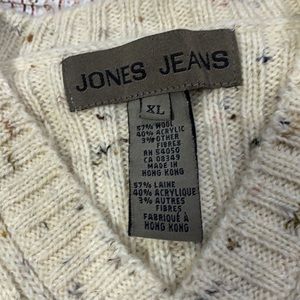 JONES JEANS
XL
57% WOOL
40% ACRYLIC
3% OTHER
FIBRES
RN 54050
CA 08349
MADE IN
HONG KONG
57% LAINE
40% ACRYLIQUE
3% AUTRES
FIBRES
FABRIQUÉ À
HONG KONG